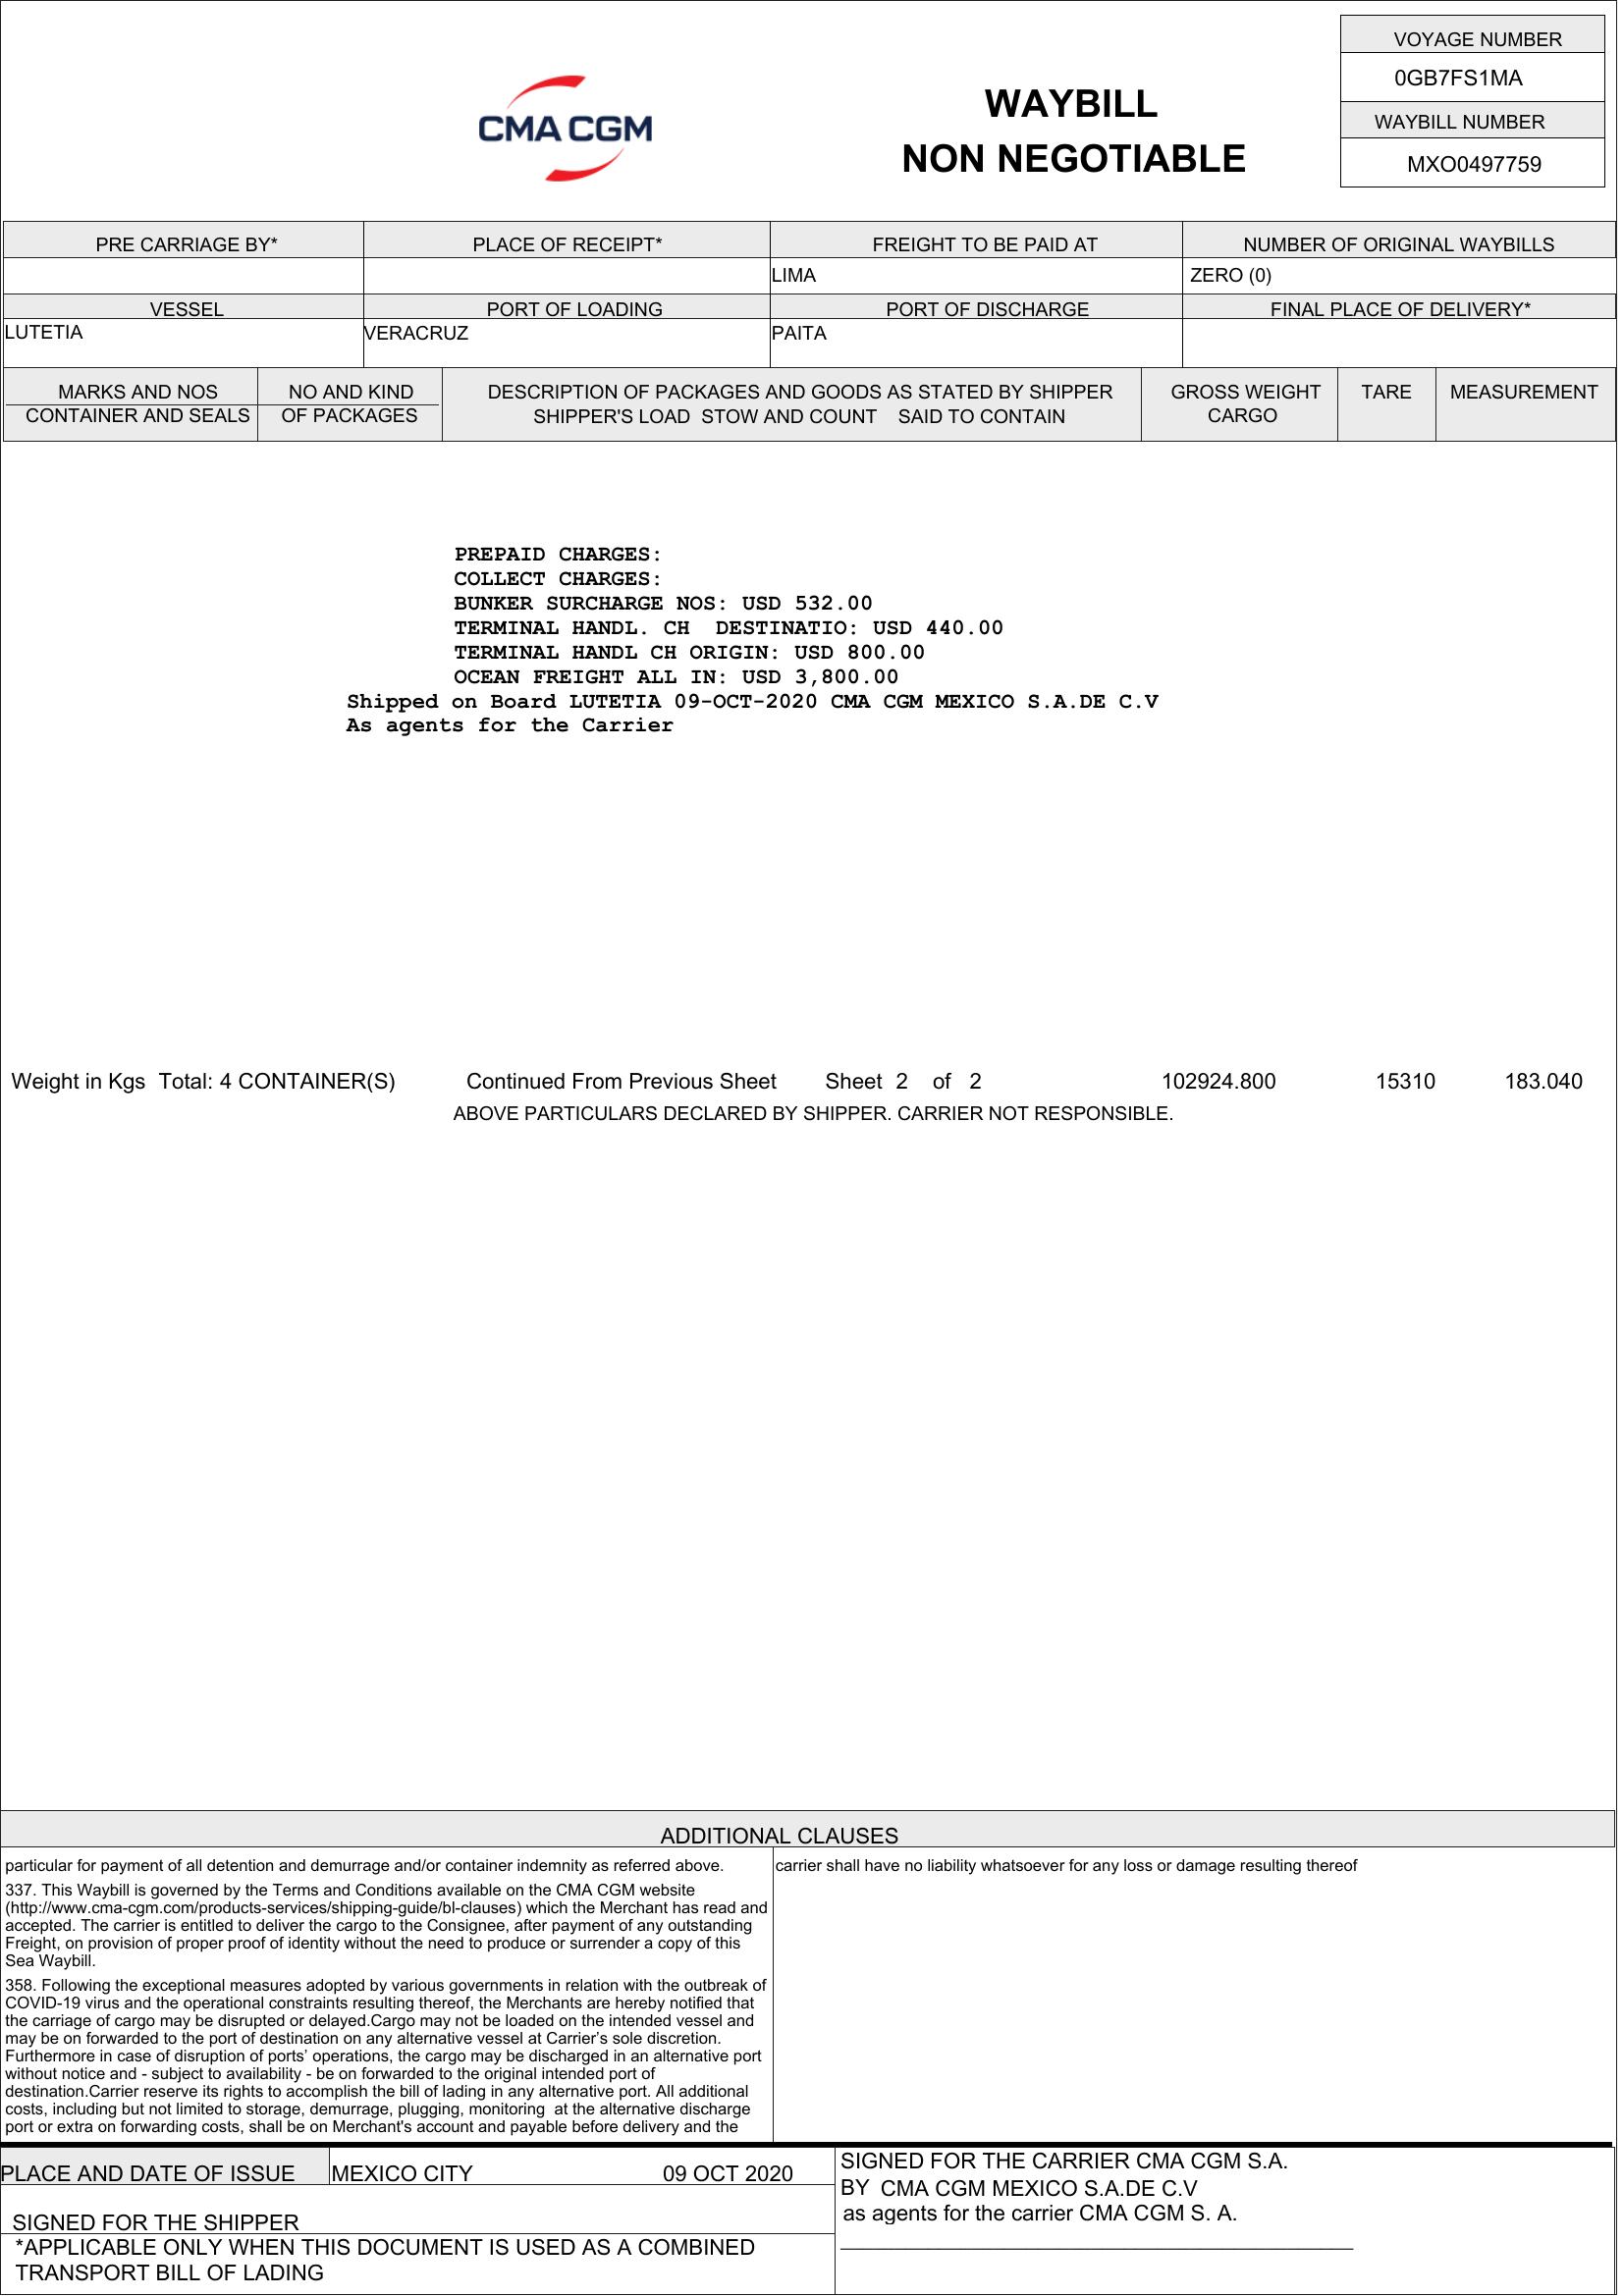 VOYAGE NUMBER
0GB7FS1MA
WAYBILL NUMBER
MXO0497759
CMA CGM
WAYBILL
NON NEGOTIABLE
PRE CARRIAGE BY* PLACE OF RECEIPT* FREIGHT TO BE PAID AT NUMBER OF ORIGINAL WAYBILLS
LIMA ZERO (0)
VESSEL PORT OF LOADING PORT OF DISCHARGE FINAL PLACE OF DELIVERY*
LUTETIA VERACRUZ PAITA
MARKS AND NOS NO AND KIND DESCRIPTION OF PACKAGES AND GOODS AS STATED BY SHIPPER GROSS WEIGHT TARE MEASUREMENT
CONTAINER AND SEALS OF PACKAGES SHIPPER'S LOAD STOW AND COUNT SAID TO CONTAIN CARGO
PREPAID CHARGES:
COLLECT CHARGES:
BUNKER SURCHARGE NOS: USD 532.00
TERMINAL HANDL. CH DESTINATIO: USD 440.00
TERMINAL HANDL CH ORIGIN: USD 800.00
OCEAN FREIGHT ALL IN: USD 3,800.00
Shipped on Board LUTETIA 09-OCT-2020 CMA CGM MEXICO S.A.DE C.V
As agents for the Carrier
Weight in Kgs Total: 4 CONTAINER(S) Continued From Previous Sheet Sheet 2 of 2 102924.800 15310 183.040
ABOVE PARTICULARS DECLARED BY SHIPPER. CARRIER NOT RESPONSIBLE.
ADDITIONAL CLAUSES
particular for payment of all detention and demurrage and/or container indemnity as referred above.
337. This Waybill is governed by the Terms and Conditions available on the CMA CGM website
(http://www.cma-cgm.com/products-services/shipping-guide/bl-clauses) which the Merchant has read and
accepted. The carrier is entitled to deliver the cargo to the Consignee, after payment of any outstanding
Freight, on provision of proper proof of identity without the need to produce or surrender a copy of this
Sea Waybill.
358. Following the exceptional measures adopted by various governments in relation with the outbreak of
COVID-19 virus and the operational constraints resulting thereof, the Merchants are hereby notified that
the carriage of cargo may be disrupted or delayed.Cargo may not be loaded on the intended vessel and
may be on forwarded to the port of destination on any alternative vessel at Carrier's sole discretion.
Furthermore in case of disruption of ports' operations, the cargo may be discharged in an alternative port
without notice and - subject to availability - be on forwarded to the original intended port of
destination.Carrier reserve its rights to accomplish the bill of lading in any alternative port. All additional
costs, including but not limited to storage, demurrage, plugging, monitoring at the alternative discharge
port or extra on forwarding costs, shall be on Merchant's account and payable before delivery and the
carrier shall have no liability whatsoever for any loss or damage resulting thereof
PLACE AND DATE OF ISSUE MEXICO CITY 09 OCT 2020
SIGNED FOR THE SHIPPER
*APPLICABLE ONLY WHEN THIS DOCUMENT IS USED AS A COMBINED
TRANSPORT BILL OF LADING
SIGNED FOR THE CARRIER CMA CGM S.A.
BY CMA CGM MEXICO S.A.DE C.V
as agents for the carrier CMA CGM S. A.